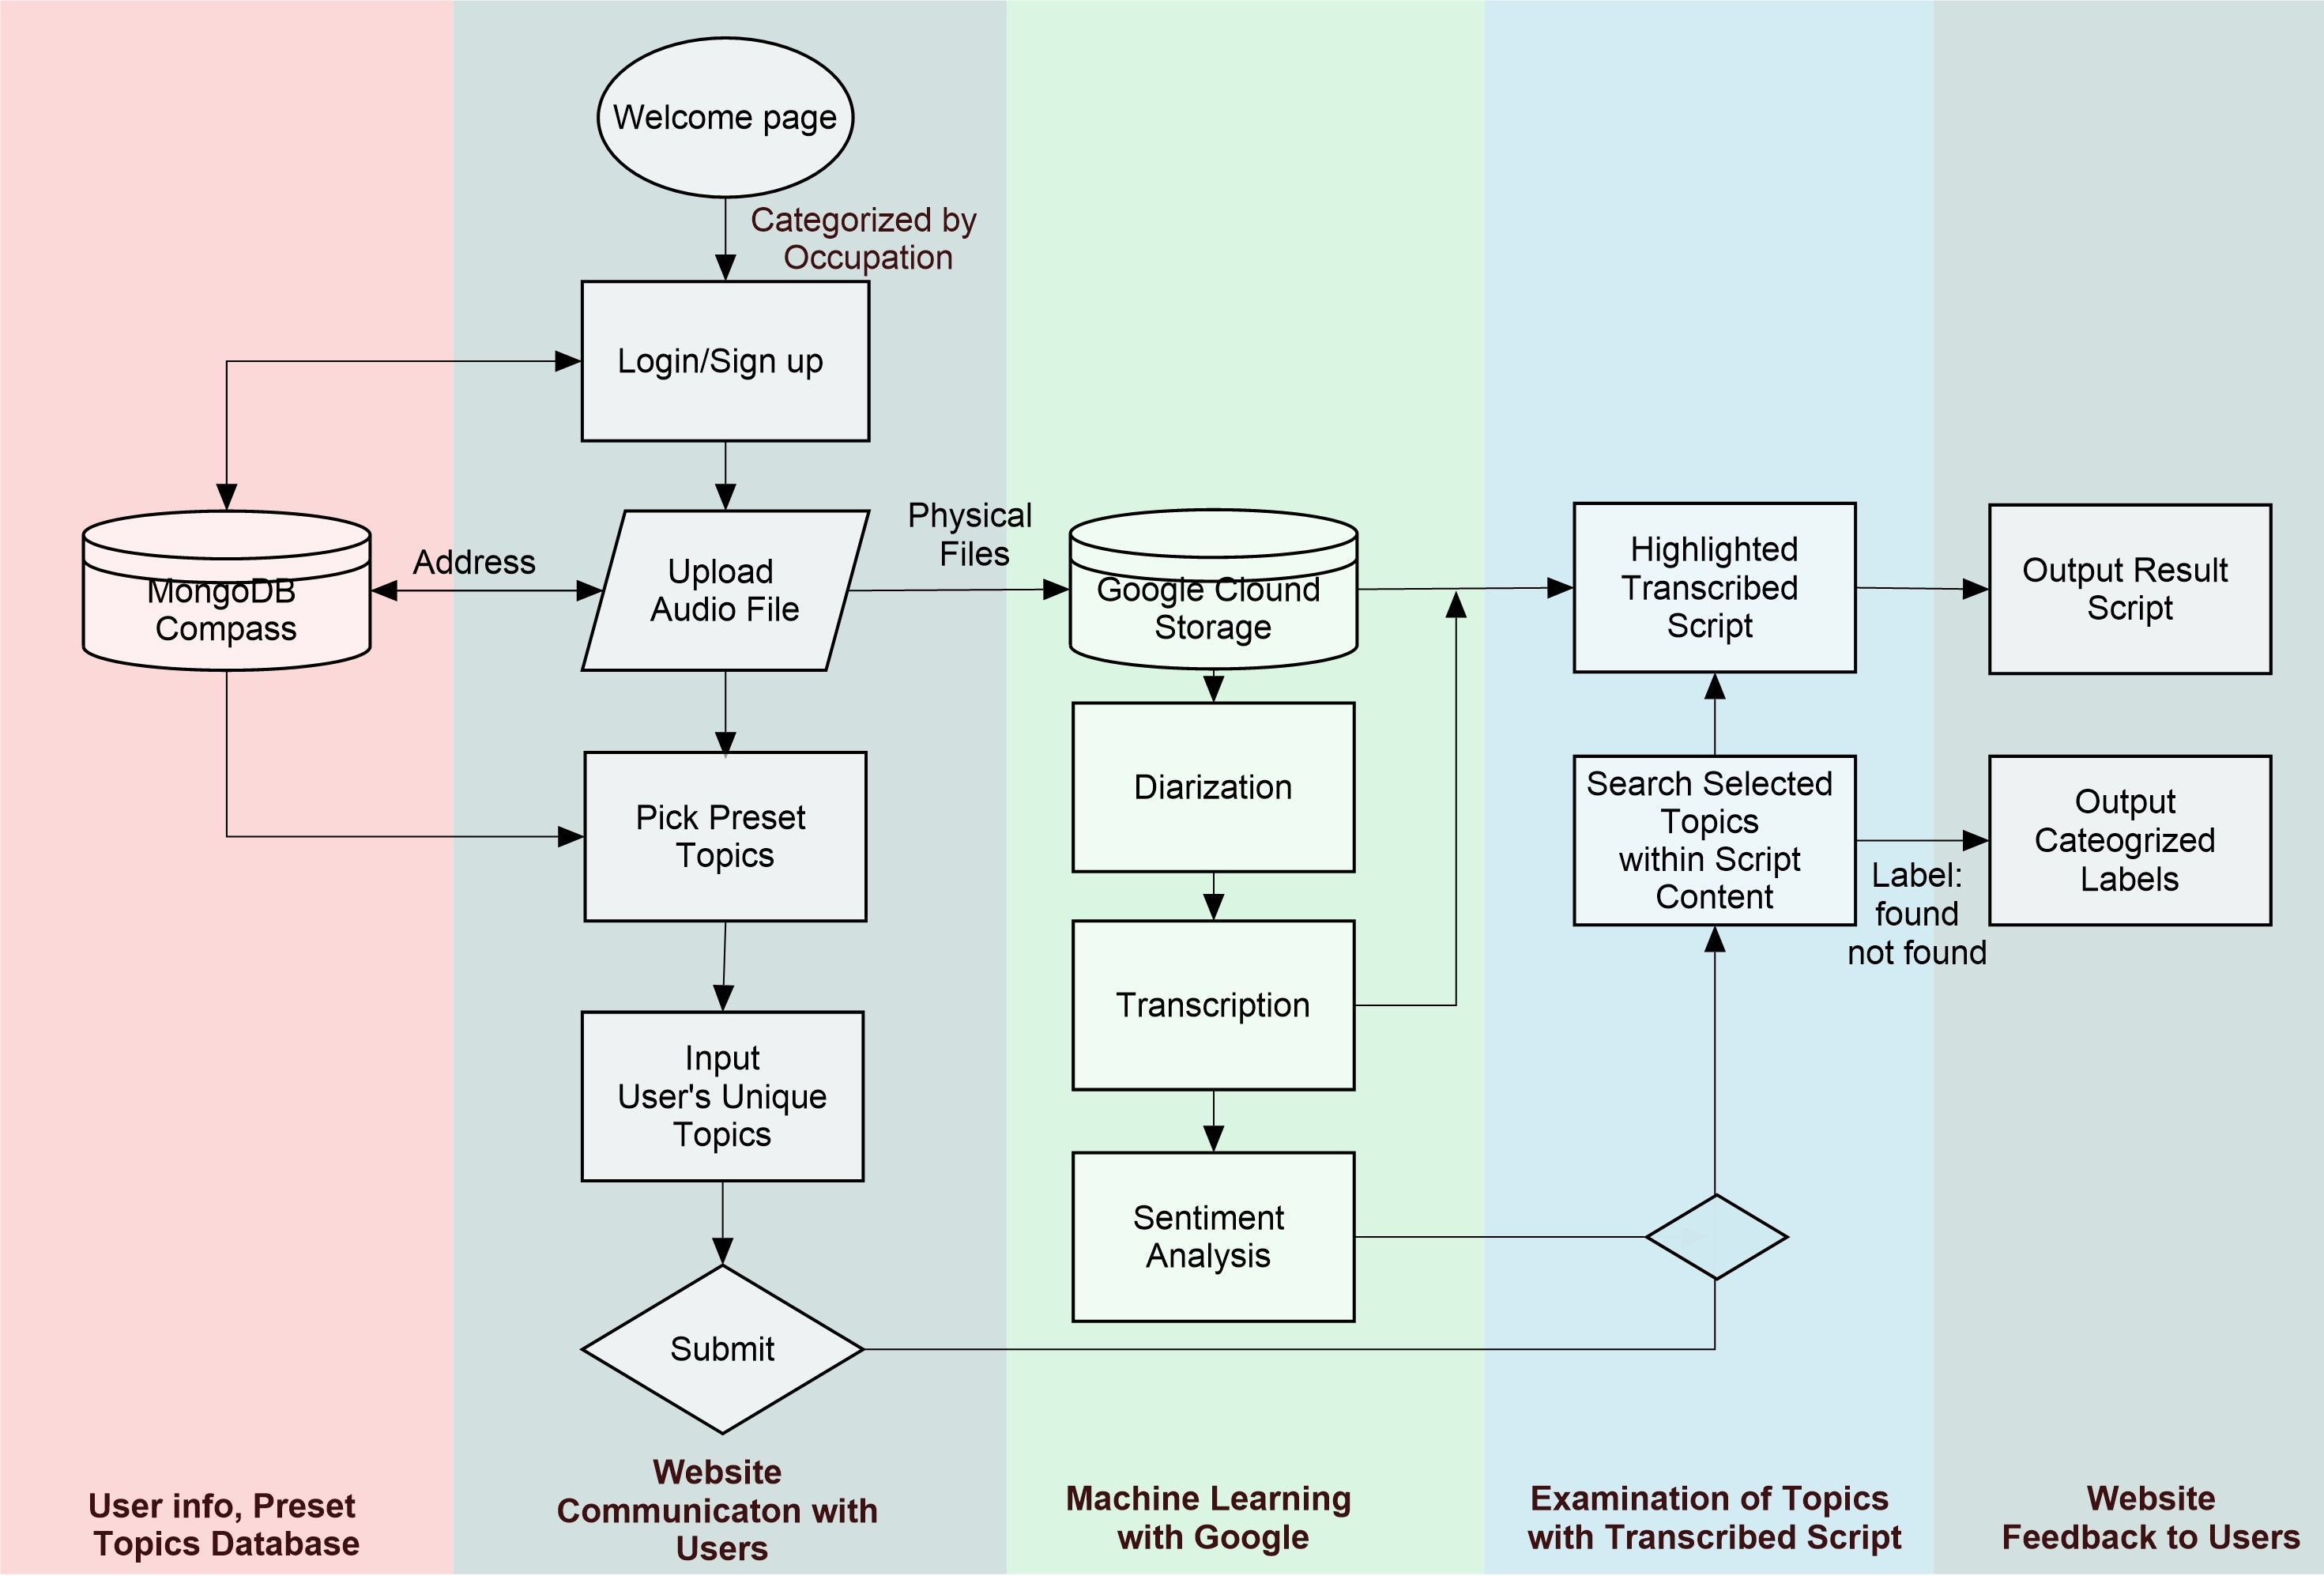 Welcome page
Categorized by
Occupation
Login/Sign up
MongoDB
Compass
Address
Upload
Audio File
Physical
Files
Google Clound
Storage
Highlighted
Transcribed
Script
Output Result
Script
Pick Preset
Topics
Diarization
Search Selected
Topics
within Script
Content
Label:
found
not found
Output
Cateogrized
Labels
Input
User's Unique
Topics
Transcription
Sentiment
Analysis
Submit
User info, Preset
Topics Database
Website
Communicaton with
Users
Machine Learning
with Google
Examination of Topics
with Transcribed Script
Website
Feedback to Users